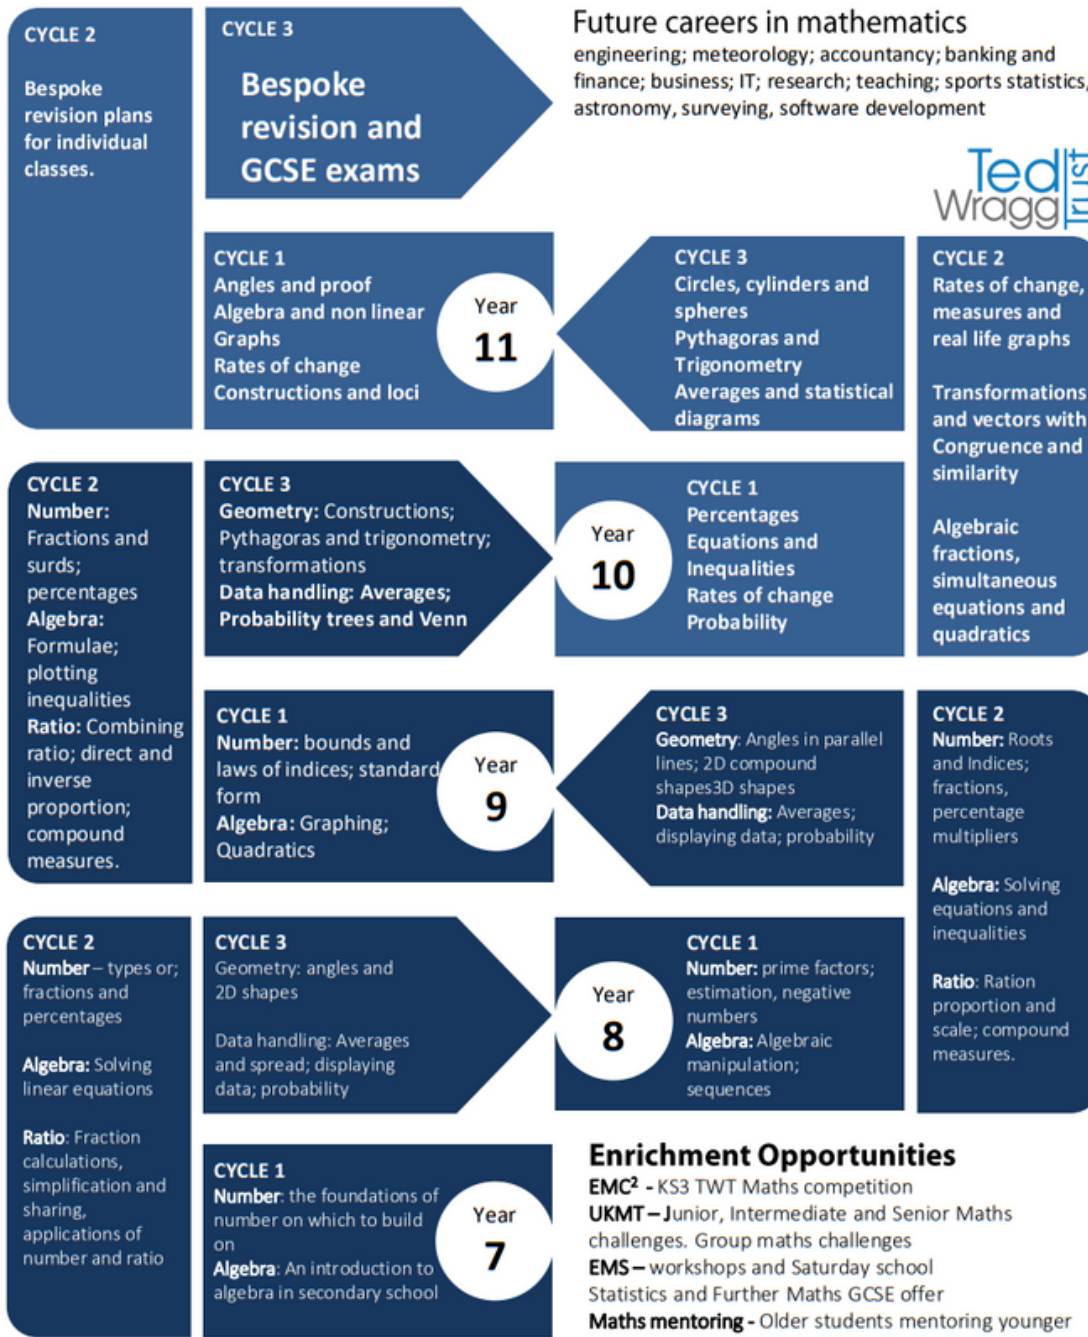 CYCLE 2
Bespoke
revision plans
for individual
classes.
CYCLE 3
Bespoke
revision and
GCSE exams
Future careers in mathematics
engineering; meteorology; accountancy; banking and
finance; business; IT; research; teaching; sports statistics,
astronomy, surveying, software development
Ted
Wragg
Trust
CYCLE 1
Angles and proof
Algebra and non linear
Graphs
Rates of change
Constructions and loci
Year
11
CYCLE 3
Circles, cylinders and
spheres
Pythagoras and
Trigonometry
Averages and statistical
diagrams
CYCLE 2
Rates of change,
measures and
real life graphs
Transformations
and vectors with
Congruence and
similarity
Algebraic
fractions,
simultaneous
equations and
quadratics
CYCLE 2
Number:
Fractions and
surds;
percentages
Algebra:
Formulae;
plotting
inequalities
Ratio: Combining
ratio; direct and
inverse
proportion;
compound
measures.
CYCLE 3
Geometry: Constructions;
Pythagoras and trigonometry;
transformations
Data handling: Averages;
Probability trees and Venn
Year
10
CYCLE 1
Percentages
Equations and
Inequalities
Rates of change
Probability
CYCLE 1
Number: bounds and
laws of indices; standard
form
Algebra: Graphing;
Quadratics
Year
9
CYCLE 3
Geometry: Angles in parallel
lines; 2D compound
shapes3D shapes
Data handling: Averages;
displaying data; probability
CYCLE 2
Number: Roots
and Indices;
fractions,
percentage
multipliers
Algebra: Solving
equations and
inequalities
Ratio: Ration
proportion and
scale; compound
measures.
CYCLE 2
Number – types or;
fractions and
percentages
Algebra: Solving
linear equations
Ratio: Fraction
calculations,
simplification and
sharing,
applications of
number and ratio
CYCLE 3
Geometry: angles and
2D shapes
Data handling: Averages
and spread; displaying
data; probability
Year
8
CYCLE 1
Number: prime factors;
estimation, negative
numbers
Algebra: Algebraic
manipulation;
sequences
CYCLE 1
Number: the foundations of
number on which to build
on
Algebra: An introduction to
algebra in secondary school
Year
7
Enrichment Opportunities
EMC² - KS3 TWT Maths competition
UKMT – Junior, Intermediate and Senior Maths
challenges. Group maths challenges
EMS – workshops and Saturday school
Statistics and Further Maths GCSE offer
Maths mentoring - Older students mentoring younger